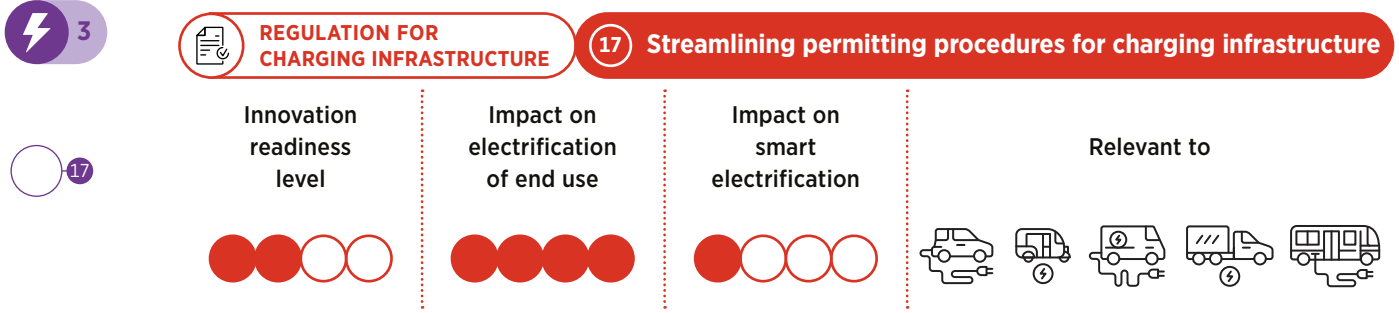 3
REGULATION FOR
CHARGING INFRASTRUCTURE
17 Streamlining permitting procedures for charging infrastructure
17
Innovation
readiness
level
Impact on
electrification
of end use
Impact on
smart
electrification
Relevant to